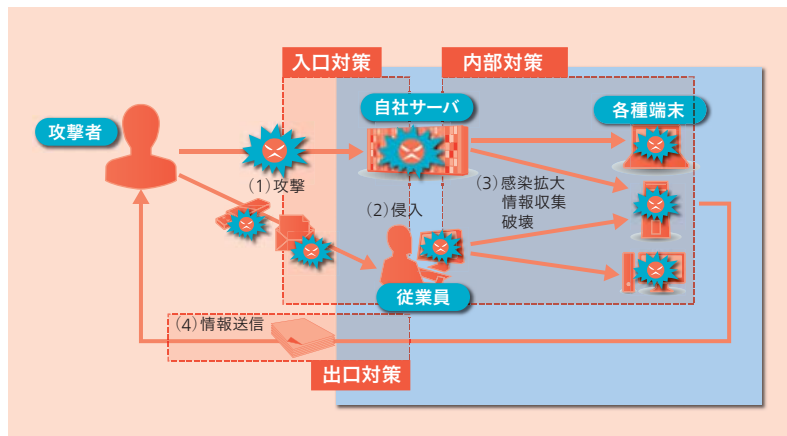 入口対策
内部対策
攻撃者
自社サーバ
各種端末
(1)攻撃
(2)侵入
(3)感染拡大
情報収集
破壊
従業員
(4)情報送信
出口対策